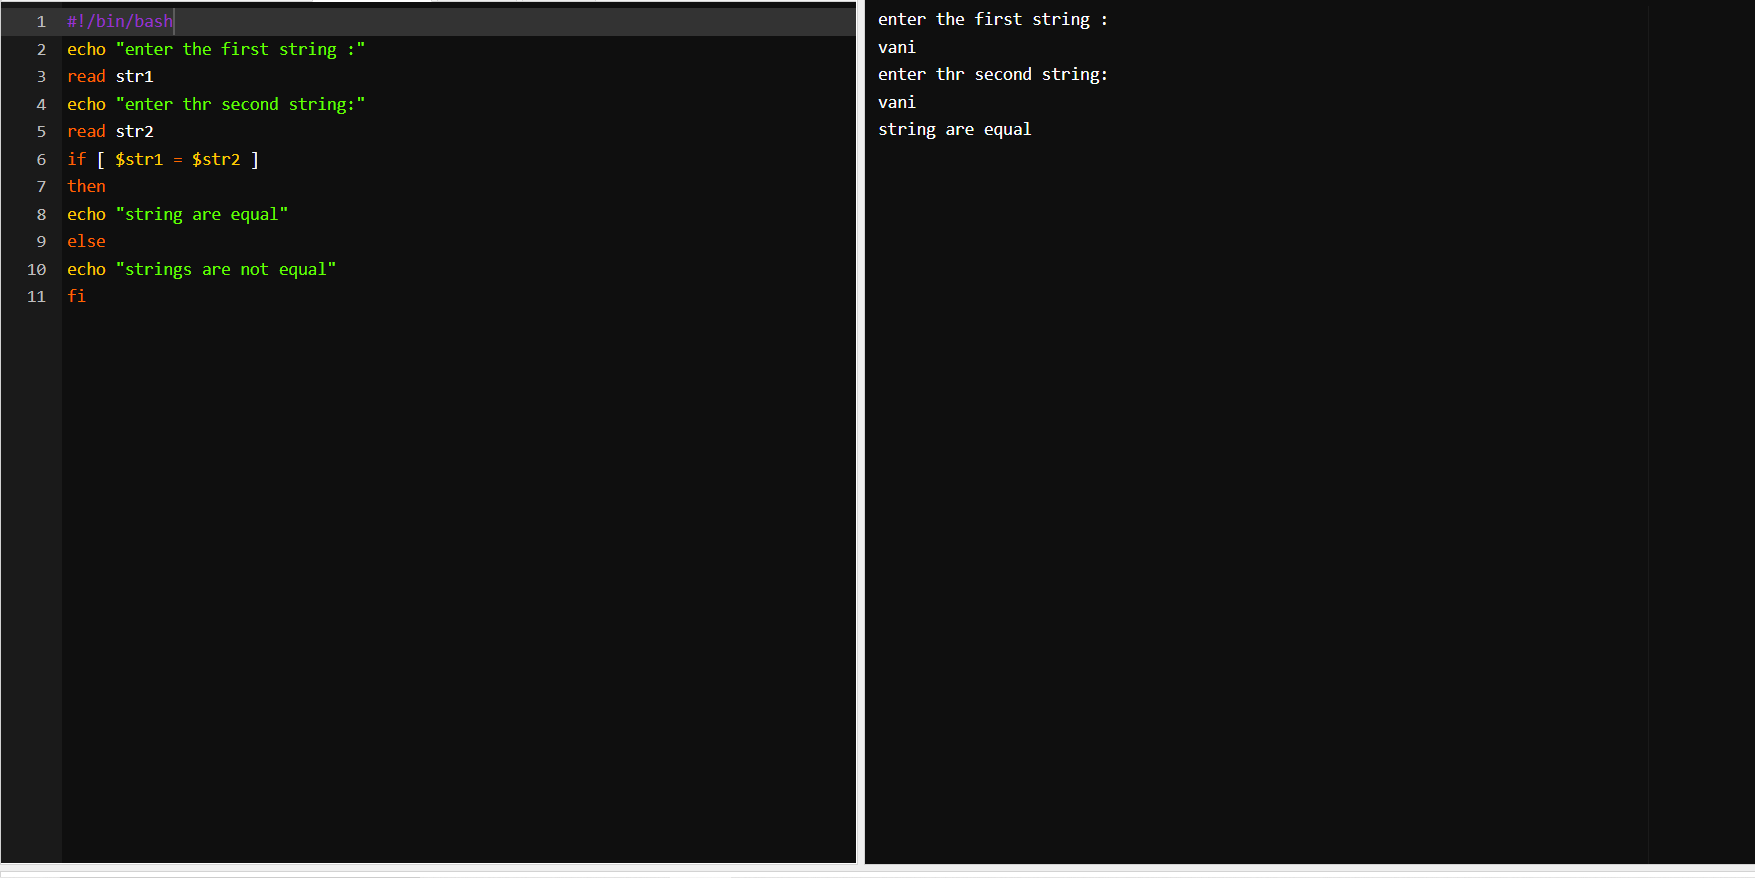 1 #!/bin/bash
2 echo "enter the first string :"
3 read str1
4 echo "enter thr second string:"
5 read str2
6 if [ $str1 = $str2 ]
7 then
8 echo "string are equal"
9 else
10 echo "strings are not equal"
11 fi
enter the first string :
vani
enter thr second string:
vani
string are equal